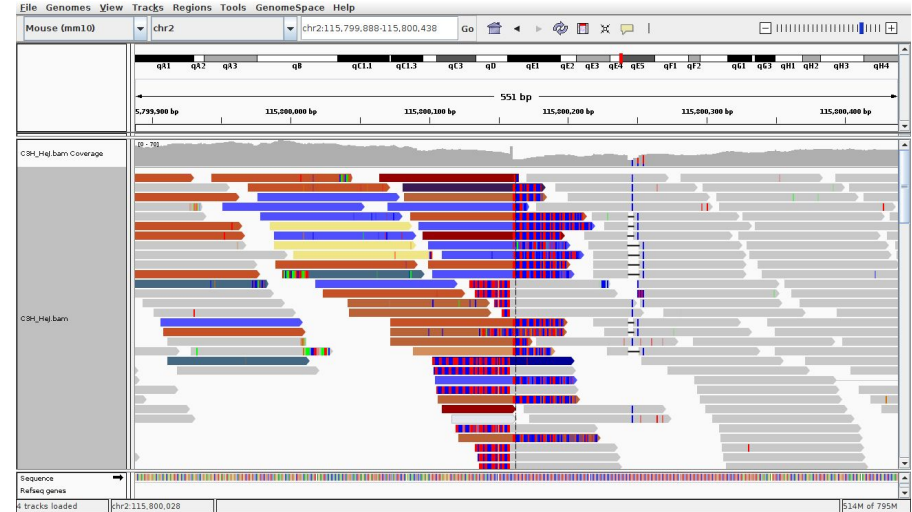 File Genomes View Tracks Regions Tools GenomeSpace Help
Mouse (mm10) chr2 chr2:115,799,888-115,800,438 Go
qA1 qA2 qA3 qB qC1.1 qC1.3 qC3 qD qE1 qE2 qE3 qE4 qE5 qF1 qF2 qG1 qG3 qH1 qH2 qH3 qH4
551 bp
5,799,900 bp 115,800,000 bp 115,800,100 bp 115,800,200 bp 115,800,300 bp 115,800,400 bp
[0 - 70]
C3H_HeJ.bam Coverage
C3H_HeJ.bam
Sequence
Refseq genes
4 tracks loaded chr2:115,800,028 514M of 795M